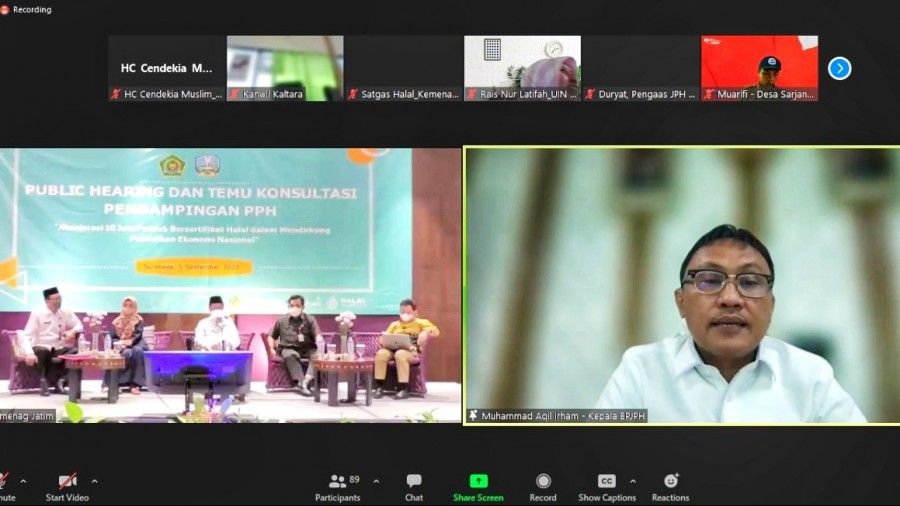 Recording
HC Cendekia M...
HC Cendekia Muslim_...
Kanwil Kaltara
Satgas Halal_Kemena...
Rais Nur Latifah_UIN ...
Duryat, Pengaas JPH ...
Muarifi - Desa Sarjan...
PUBLIC HEARING DAN TEMU KONSULTASI
PENDAMPINGAN PPH
"Akselerasi 10 Juta Produk Bersertifikat Halal dalam Mendukung
Pemulihan Ekonomi Nasional"
Surabaya, 5 September 2022
HALAL
menag Jatim
Muhammad Aqil Irham - Kepala BPJPH
mute
Start Video
Participants
89
Chat
Share Screen
Record
CC
Show Captions
Reactions